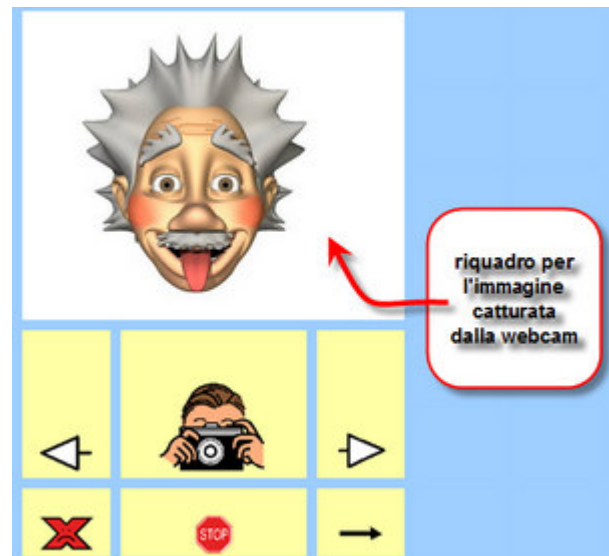 riquadro per
l'immagine
catturata
dalla webcam
STOP